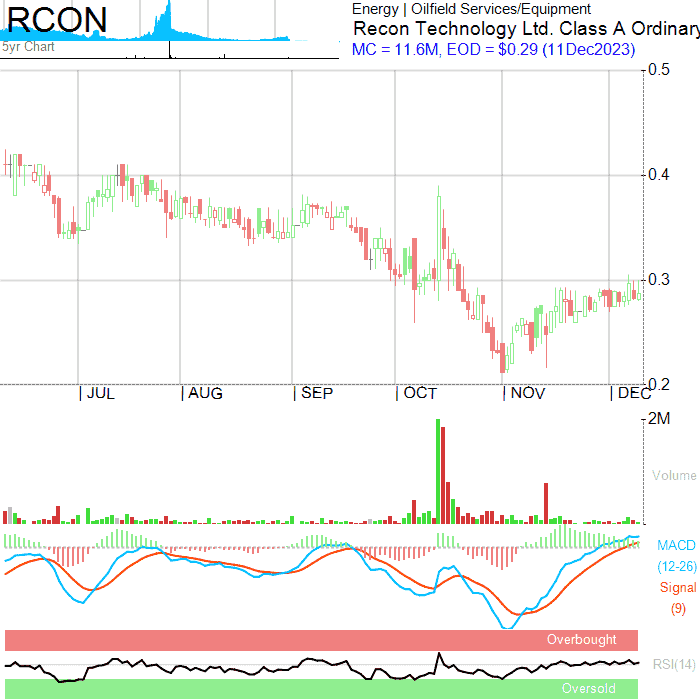 RCON
5yr Chart
Energy | Oilfield Services/Equipment
Recon Technology Ltd. Class A Ordinary
MC = 11.6M, EOD = $0.29 (11Dec2023)
0.5
0.4
0.3
0.2
| JUL | AUG | SEP | OCT | NOV | DEC
2M
Volume
MACD
(12-26)
Signal
(9)
Overbought
RSI(14)
Oversold